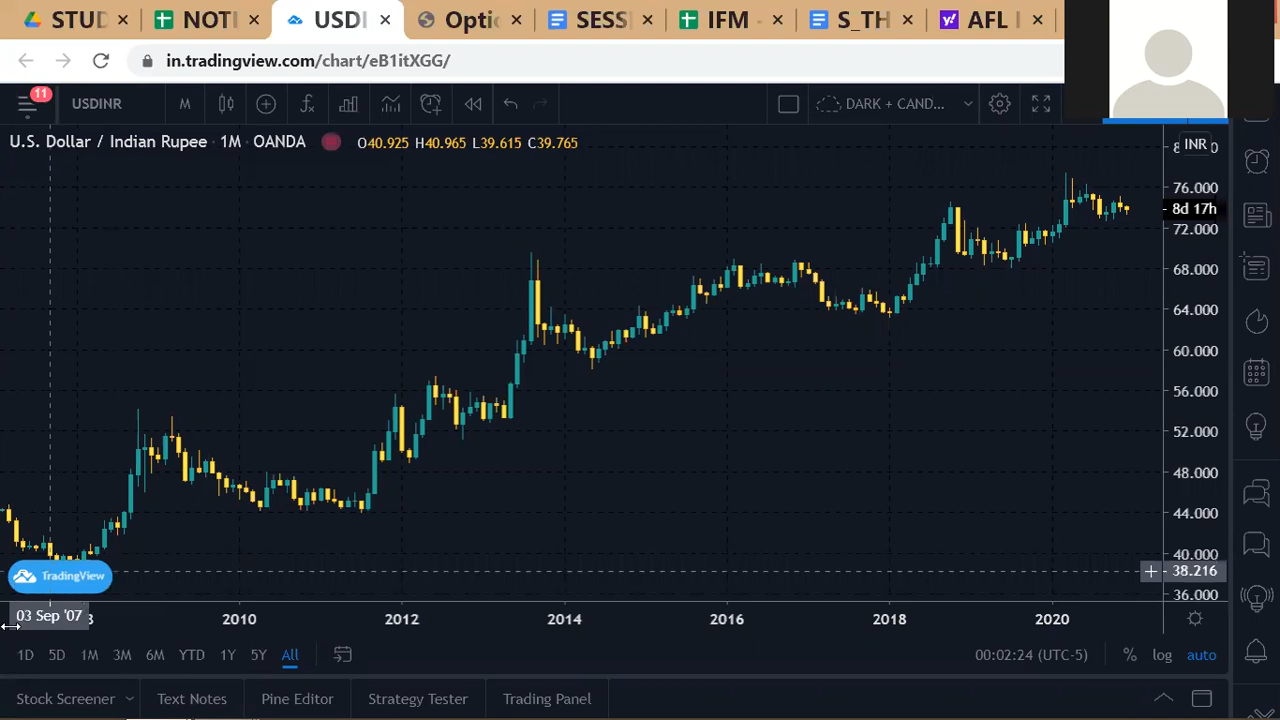 STUD NOTI USDI Optic SESSI IFM - S_TH AFL
in.tradingview.com/chart/eB1itXGG/
11 USDINR M DARK + CAND...
U.S. Dollar / Indian Rupee · 1M · OANDA O40.925 H40.965 L39.615 C39.765
INR
76.000
8d 17h
72.000
68.000
64.000
60.000
56.000
52.000
48.000
44.000
40.000
38.216
36.000
TradingView
03 Sep '07 2010 2012 2014 2016 2018 2020
1D 5D 1M 3M 6M YTD 1Y 5Y All 00:02:24 (UTC-5) % log auto
Stock Screener Text Notes Pine Editor Strategy Tester Trading Panel